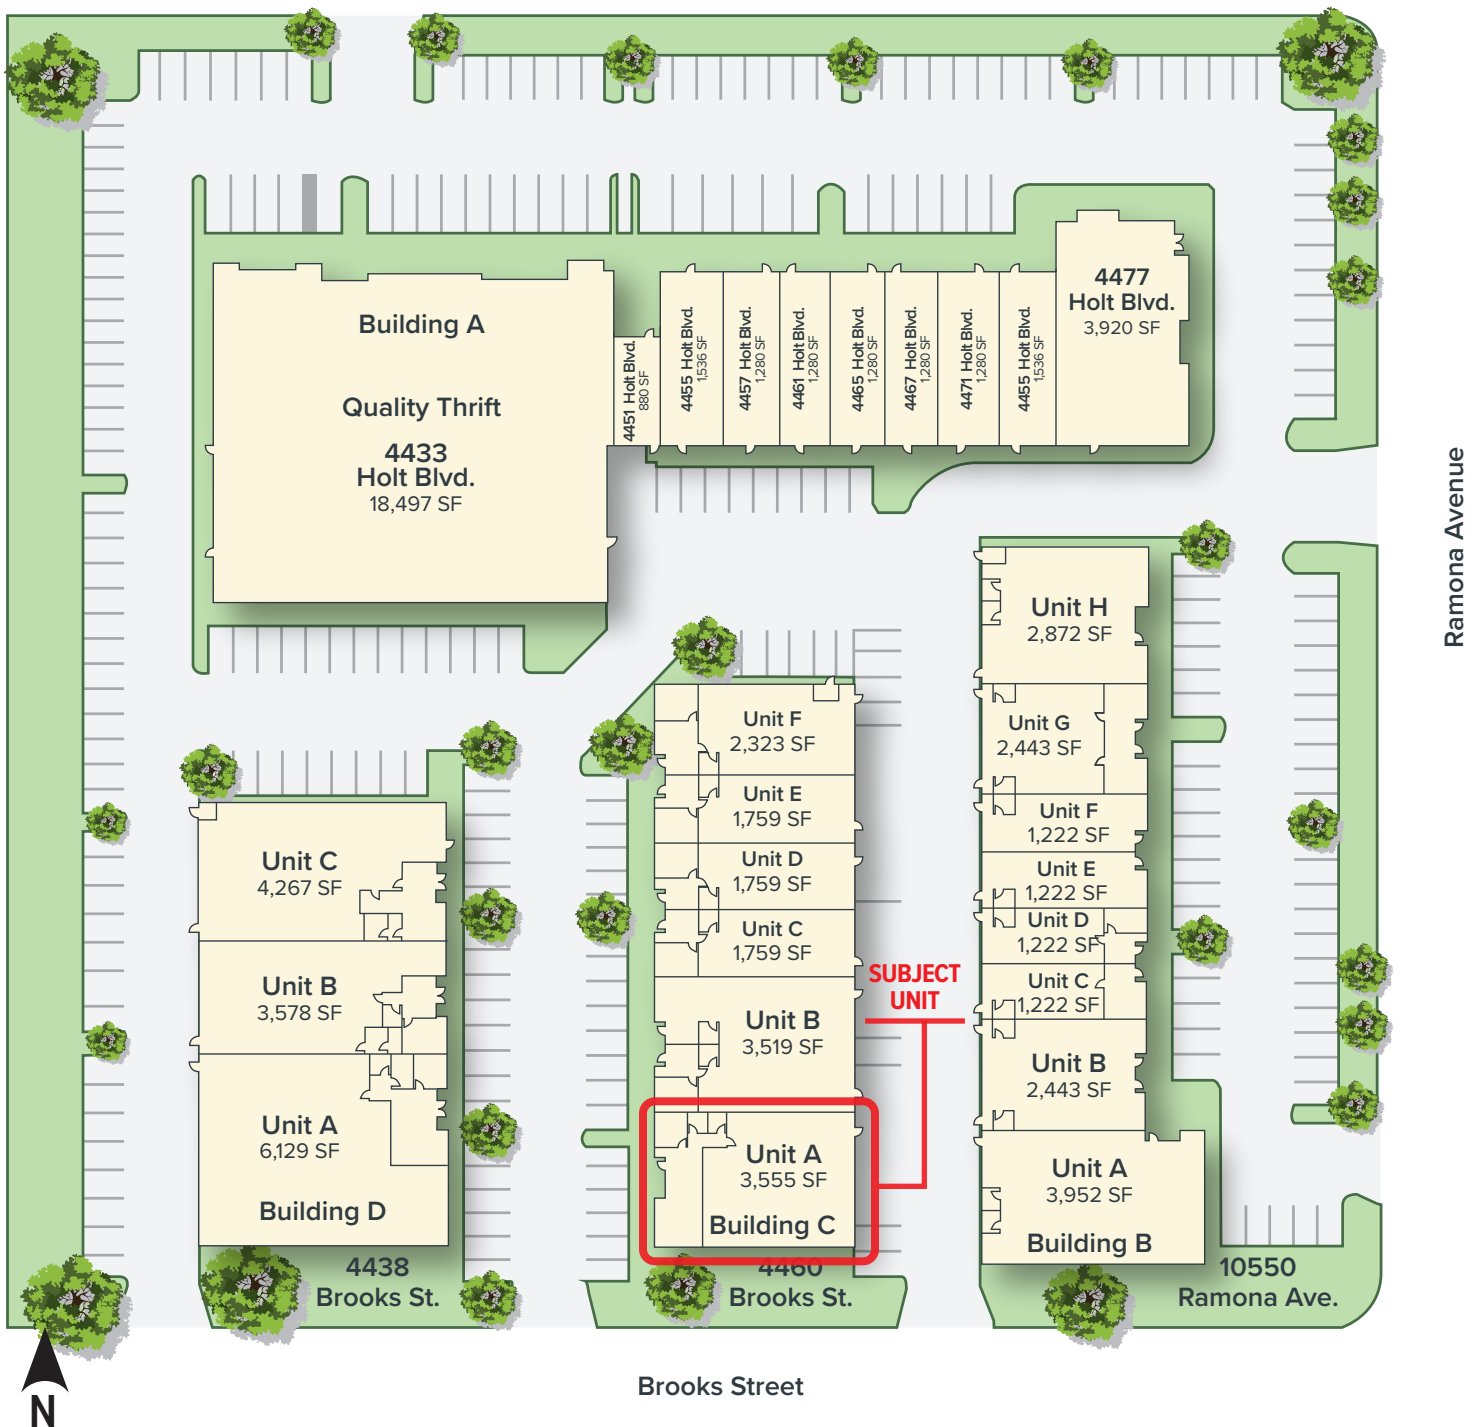 Building A
Quality Thrift
4433
Holt Blvd.
18,497 SF
4451 Holt Blvd.
880 SF
4455 Holt Blvd.
1,536 SF
4457 Holt Blvd.
1,280 SF
4461 Holt Blvd.
1,280 SF
4465 Holt Blvd.
1,280 SF
4467 Holt Blvd.
1,280 SF
4471 Holt Blvd.
1,280 SF
4455 Holt Blvd.
1,536 SF
4477
Holt Blvd.
3,920 SF
Ramona Avenue
Unit C
4,267 SF
Unit B
3,578 SF
Unit A
6,129 SF
Building D
4438
Brooks St.
Unit F
2,323 SF
Unit E
1,759 SF
Unit D
1,759 SF
Unit C
1,759 SF
Unit B
3,519 SF
Unit A
3,555 SF
Building C
4460
Brooks St.
SUBJECT
UNIT
Unit H
2,872 SF
Unit G
2,443 SF
Unit F
1,222 SF
Unit E
1,222 SF
Unit D
1,222 SF
Unit C
1,222 SF
Unit B
2,443 SF
Unit A
3,952 SF
Building B
10550
Ramona Ave.
Brooks Street
N